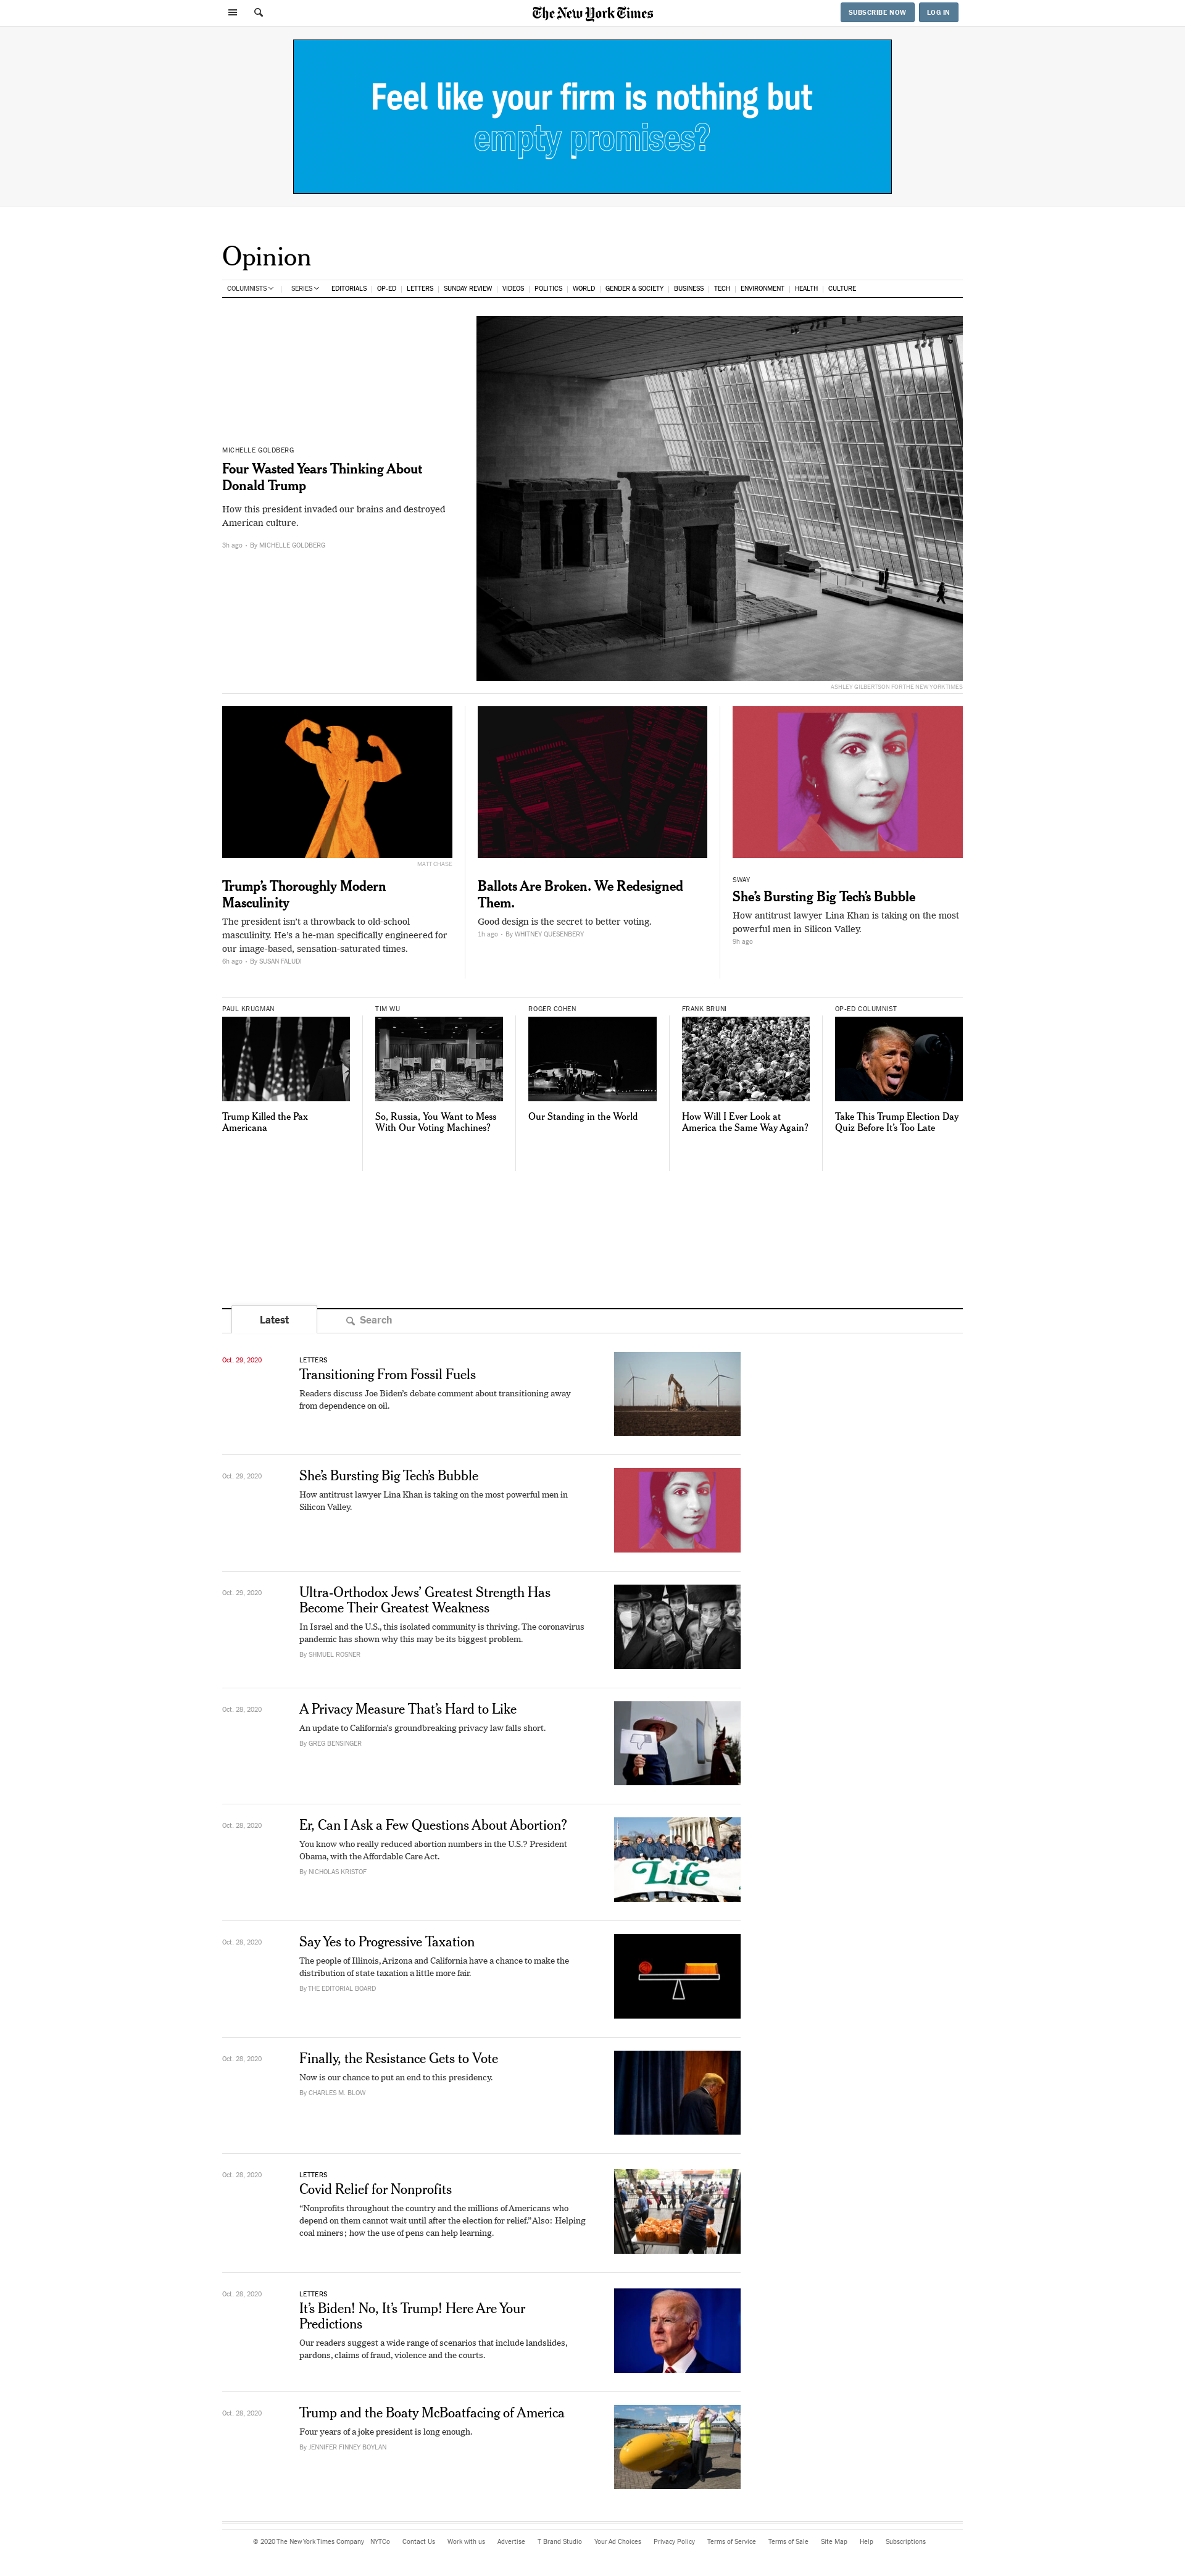 The New York Times
SUBSCRIBE NOW
LOG IN
Feel like your firm is nothing but
empty promises?
Opinion
COLUMNISTS
SERIES
EDITORIALS
OP-ED
LETTERS
SUNDAY REVIEW
VIDEOS
POLITICS
WORLD
GENDER & SOCIETY
BUSINESS
TECH
ENVIRONMENT
HEALTH
CULTURE
MICHELLE GOLDBERG
Four Wasted Years Thinking About
Donald Trump
How this president invaded our brains and destroyed
American culture.
3h ago • By MICHELLE GOLDBERG
ASHLEY GILBERTSON FOR THE NEW YORK TIMES
MATT CHASE
Trump’s Thoroughly Modern
Masculinity
The president isn’t a throwback to old-school
masculinity. He’s a he-man specifically engineered for
our image-based, sensation-saturated times.
6h ago • By SUSAN FALUDI
Ballots Are Broken. We Redesigned
Them.
Good design is the secret to better voting.
1h ago • By WHITNEY QUESENBERY
SWAY
She’s Bursting Big Tech’s Bubble
How antitrust lawyer Lina Khan is taking on the most
powerful men in Silicon Valley.
9h ago
PAUL KRUGMAN
Trump Killed the Pax
Americana
TIM WU
So, Russia, You Want to Mess
With Our Voting Machines?
ROGER COHEN
Our Standing in the World
FRANK BRUNI
How Will I Ever Look at
America the Same Way Again?
OP-ED COLUMNIST
Take This Trump Election Day
Quiz Before It’s Too Late
Latest
Search
Oct. 29, 2020
LETTERS
Transitioning From Fossil Fuels
Readers discuss Joe Biden’s debate comment about transitioning away
from dependence on oil.
Oct. 29, 2020
She’s Bursting Big Tech’s Bubble
How antitrust lawyer Lina Khan is taking on the most powerful men in
Silicon Valley.
Oct. 29, 2020
Ultra-Orthodox Jews’ Greatest Strength Has
Become Their Greatest Weakness
In Israel and the U.S., this isolated community is thriving. The coronavirus
pandemic has shown why this may be its biggest problem.
By SHMUEL ROSNER
Oct. 28, 2020
A Privacy Measure That’s Hard to Like
An update to California’s groundbreaking privacy law falls short.
By GREG BENSINGER
Oct. 28, 2020
Er, Can I Ask a Few Questions About Abortion?
You know who really reduced abortion numbers in the U.S.? President
Obama, with the Affordable Care Act.
By NICHOLAS KRISTOF
Life
Oct. 28, 2020
Say Yes to Progressive Taxation
The people of Illinois, Arizona and California have a chance to make the
distribution of state taxation a little more fair.
By THE EDITORIAL BOARD
Oct. 28, 2020
Finally, the Resistance Gets to Vote
Now is our chance to put an end to this presidency.
By CHARLES M. BLOW
Oct. 28, 2020
LETTERS
Covid Relief for Nonprofits
“Nonprofits throughout the country and the millions of Americans who
depend on them cannot wait until after the election for relief.” Also: Helping
coal miners; how the use of pens can help learning.
Oct. 28, 2020
LETTERS
It’s Biden! No, It’s Trump! Here Are Your
Predictions
Our readers suggest a wide range of scenarios that include landslides,
pardons, claims of fraud, violence and the courts.
Oct. 28, 2020
Trump and the Boaty McBoatfacing of America
Four years of a joke president is long enough.
By JENNIFER FINNEY BOYLAN
© 2020 The New York Times Company
NYTCo
Contact Us
Work with us
Advertise
T Brand Studio
Your Ad Choices
Privacy Policy
Terms of Service
Terms of Sale
Site Map
Help
Subscriptions